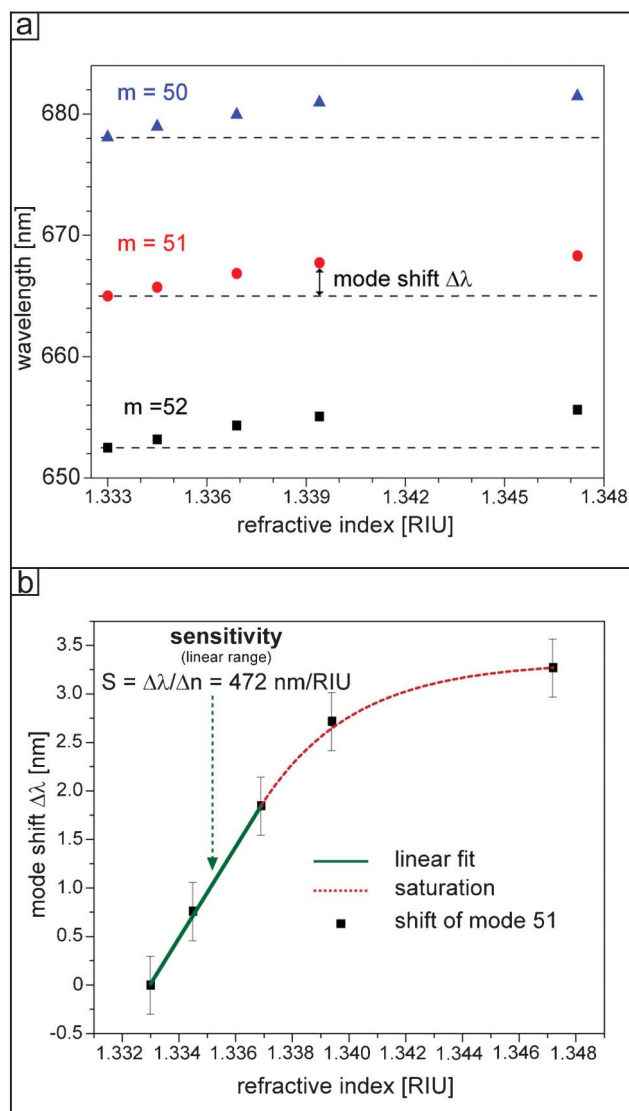 a
m = 50
680
m = 51
670
mode shift Δλ
660
m =52
650
wavelength [nm]
1.333 1.336 1.339 1.342 1.345 1.348
refractive index [RIU]
b
sensitivity
(linear range)
S = Δλ/Δn = 472 nm/RIU
3.5
3.0
2.5
2.0
1.5
1.0
0.5
0
-0.5
mode shift Δλ [nm]
linear fit
saturation
shift of mode 51
1.332 1.334 1.336 1.338 1.340 1.342 1.344 1.346 1.348
refractive index [RIU]